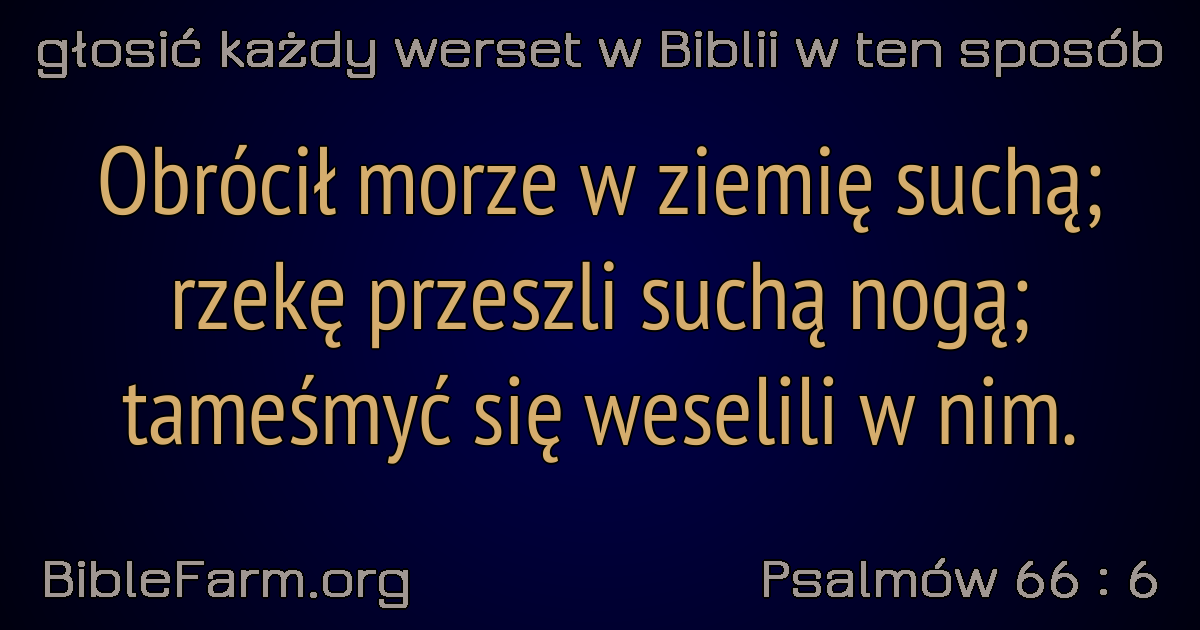 głosić każdy werset w Biblii w ten sposób
Obrócił morze w ziemię suchą;
rzekę przeszli suchą nogą;
tameśmyć się weselili w nim.
BibleFarm.org
Psalmów 66 : 6